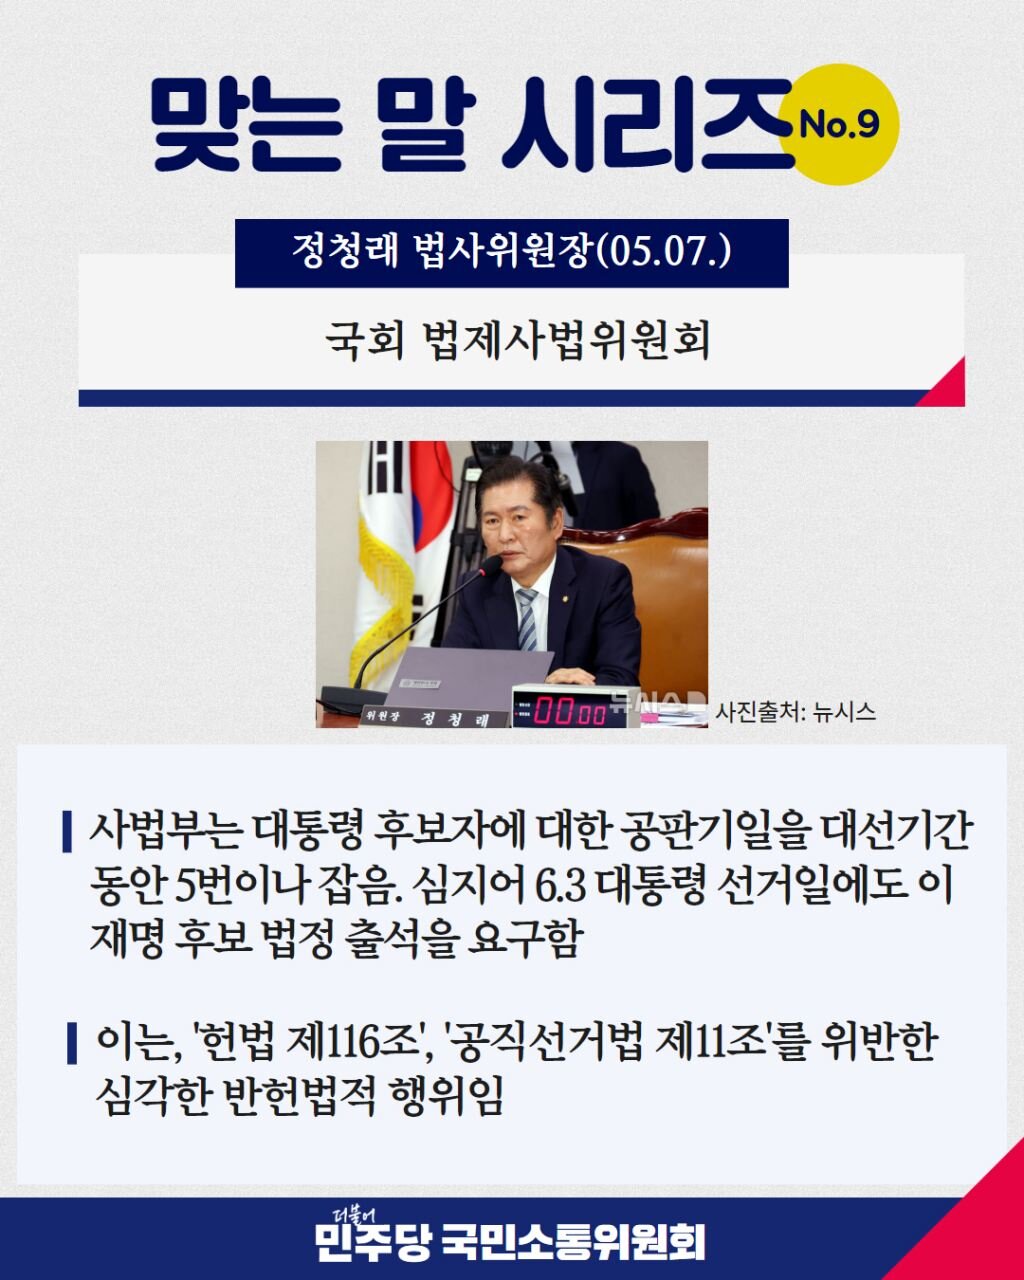 맞는 말 시리즈 No.9
정청래 법사위원장(05.07.)
국회 법제사법위원회
위원장 정청래
00:00
뉴시스
사진출처: 뉴시스
사법부는 대통령 후보자에 대한 공판기일을 대선기간
동안 5번이나 잡음. 심지어 6.3 대통령 선거일에도 이
재명 후보 법정 출석을 요구함
이는, '헌법 제116조', '공직선거법 제11조'를 위반한
심각한 반헌법적 행위임
더불어
민주당 국민소통위원회